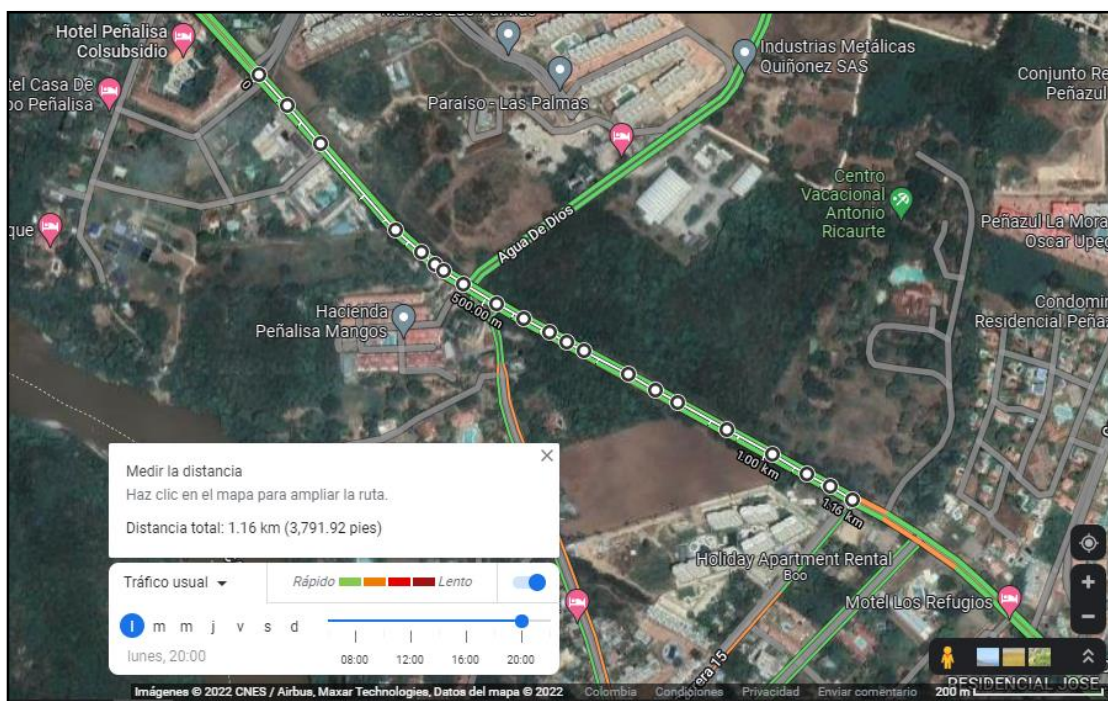 Hotel Peñalisa
Colsubsidio
Industrias Metálicas
Quiñonez SAS
Conjunto Re
Peñazul
tel Casa De
po Peñalisa
Paraíso - Las Palmas
0
Centro
Vacacional
Antonio
Ricaurte
Peñazul La Mora
Oscar Upeg
que
Agua De Dios
500.00 m
Hacienda
Peñalisa Mangos
Condomin
Residencial Peñaz
1.00 km
1.16 km
Medir la distancia
Haz clic en el mapa para ampliar la ruta.
Distancia total: 1.16 km (3,791.92 pies)
Holiday Apartment Rental
Boo
Motel Los Refugios
Tráfico usual
Rápido
Lento
l m m j v s d
lunes, 20:00
08:00 12:00 16:00 20:00
era 15
RESIDENCIAL JOSE
Imágenes © 2022 CNES / Airbus, Maxar Technologies, Datos del mapa © 2022 Colombia Condiciones Privacidad Enviar comentario 200 m